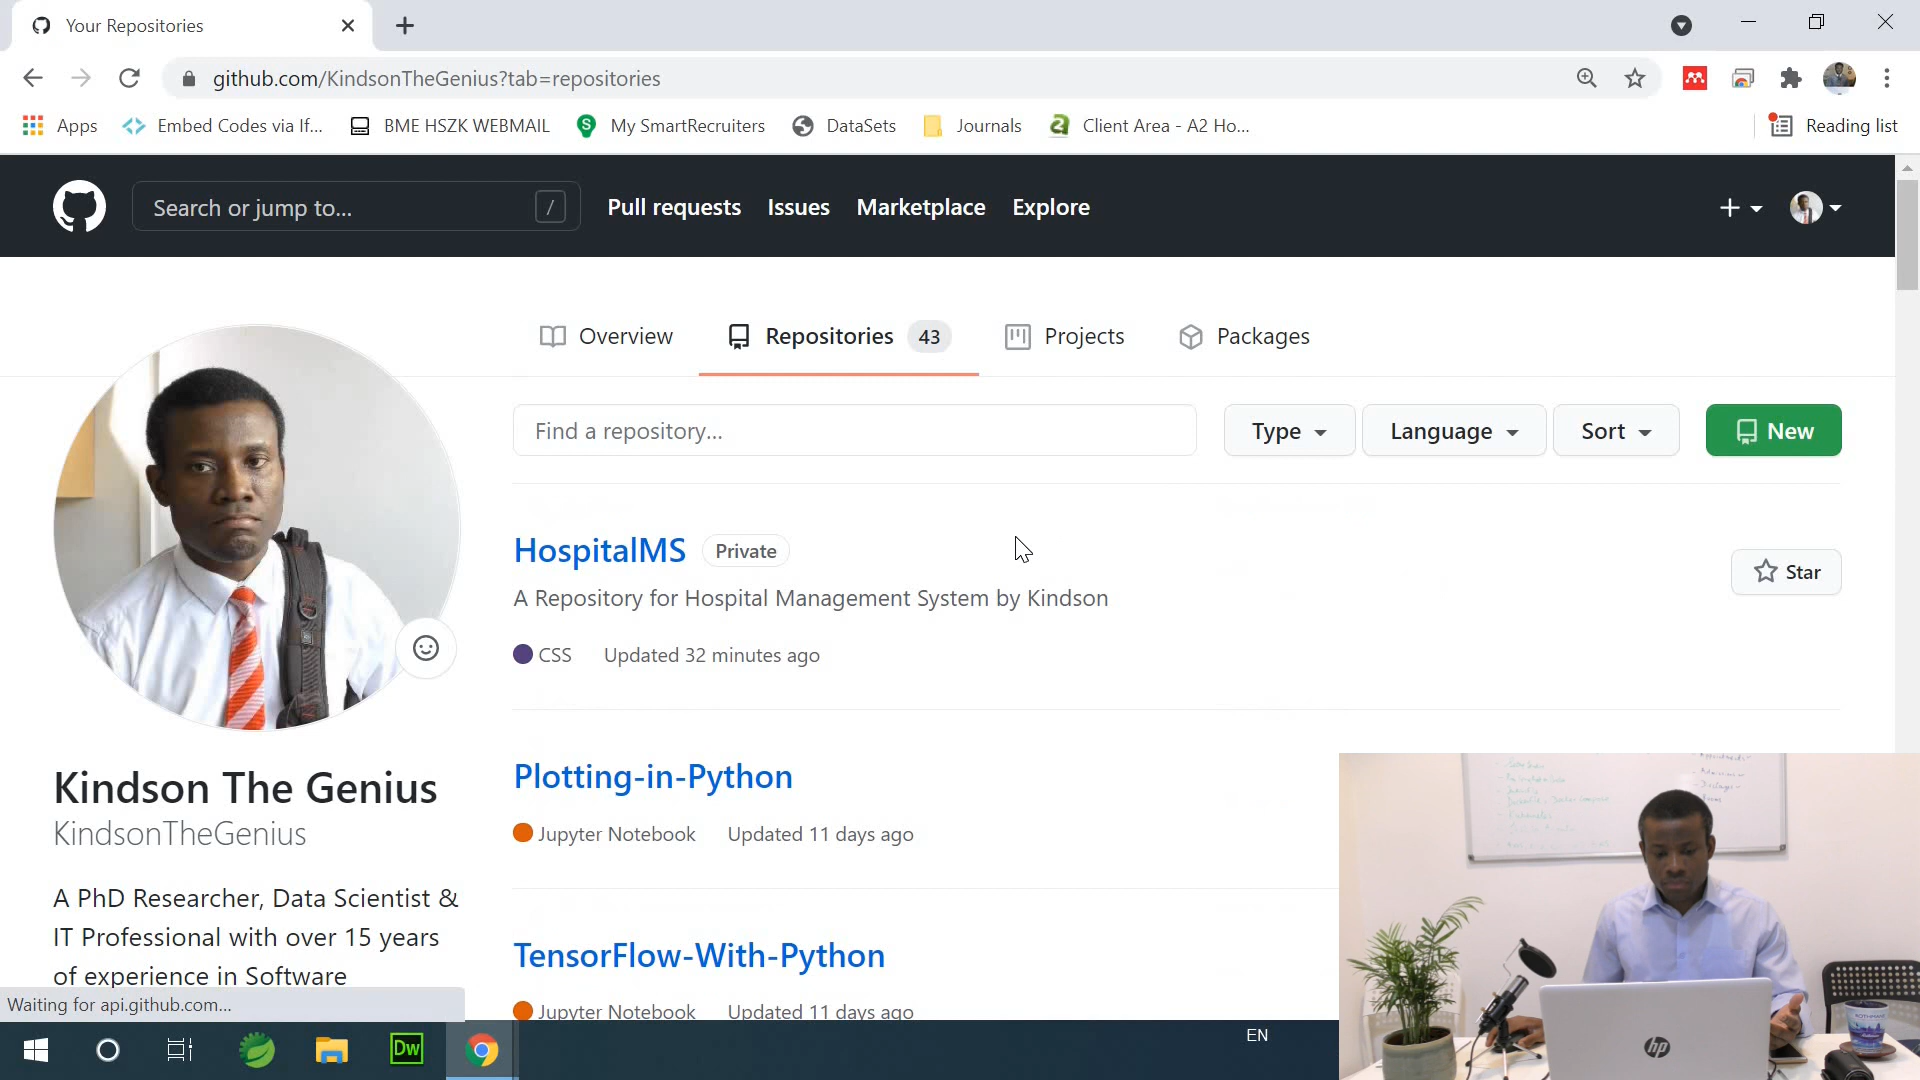 Your Repositories
github.com/KindsonTheGenius?tab=repositories
Apps
Embed Codes via If...
BME HSZK WEBMAIL
S
My SmartRecruiters
DataSets
Journals
Client Area - A2 Ho...
Reading list
Search or jump to...
/
Pull requests
Issues
Marketplace
Explore
Overview
Repositories 43
Projects
Packages
Find a repository...
Type
Language
Sort
New
HospitalMS Private
A Repository for Hospital Management System by Kindson
CSS Updated 32 minutes ago
Star
Plotting-in-Python
Jupyter Notebook Updated 11 days ago
TensorFlow-With-Python
Jupyter Notebook Updated 11 days ago
Kindson The Genius
KindsonTheGenius
A PhD Researcher, Data Scientist &
IT Professional with over 15 years
of experience in Software
Waiting for api.github.com...
Dw
EN
hp